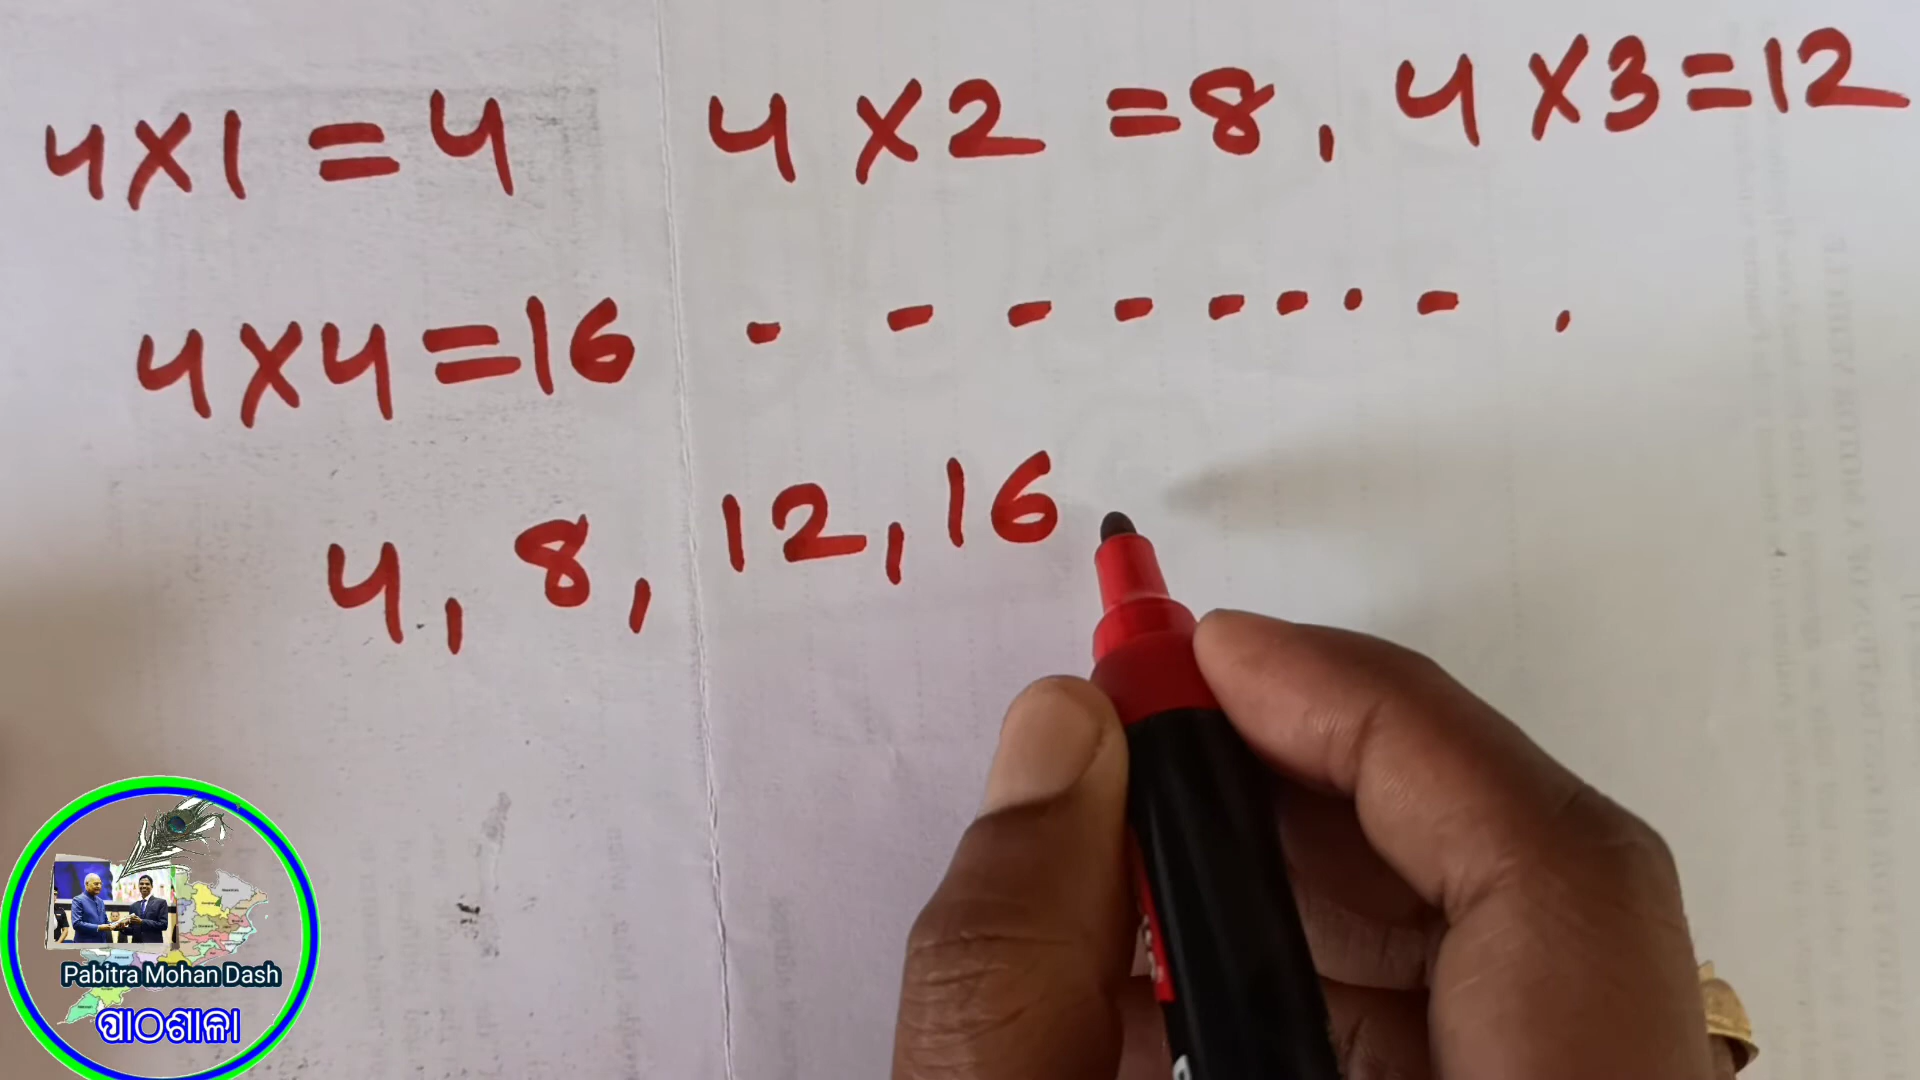 4×1=4 4×2=8, 4×3=12
4×4=16 - - - - - - . - .
4, 8, 12, 16
Pabitra Mohan Dash
ପାଠଶାଳା